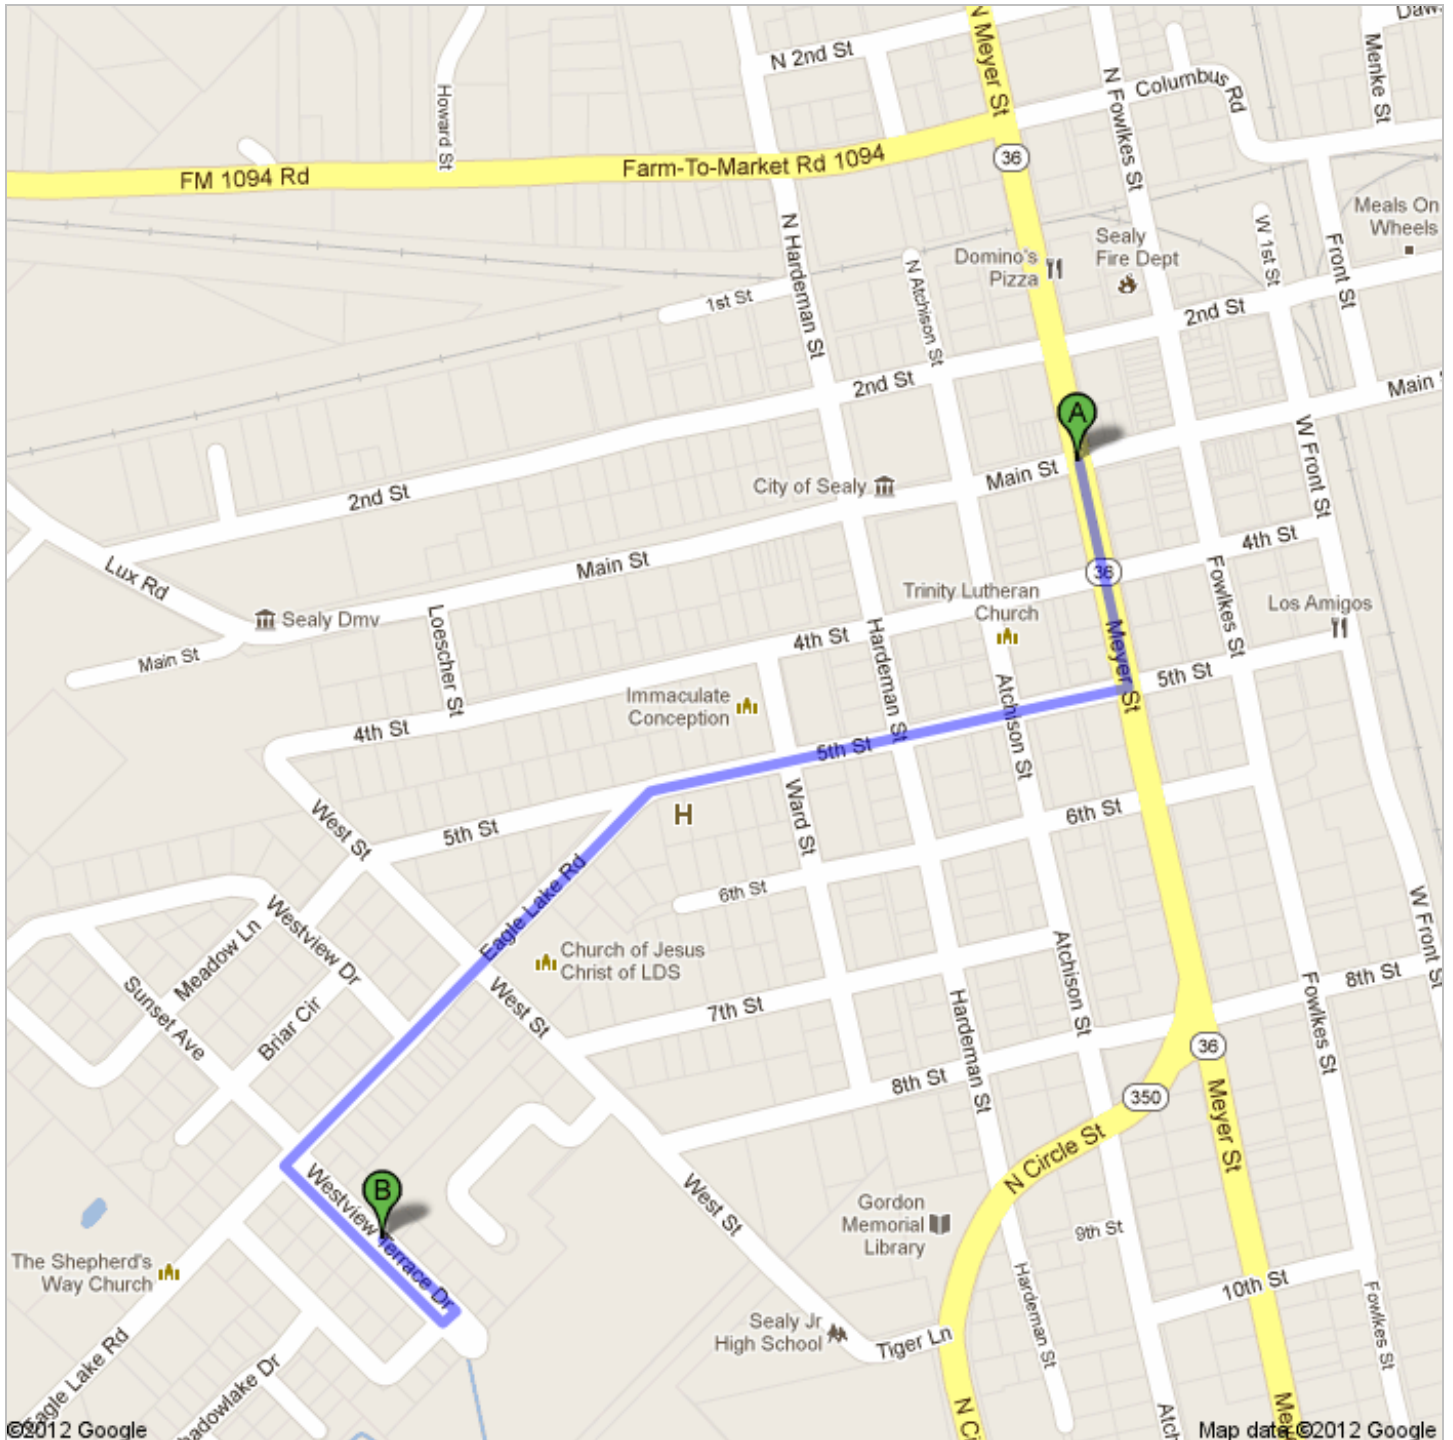 Daw
N 2nd St
N Meyer St
N Fowlkes St
Columbus Rd
Menke St
Howard St
FM 1094 Rd
Farm-To-Market Rd 1094
36
Meals On
Wheels
N Hardeman St
N Atchison St
Domino's
Pizza
Sealy
Fire Dept
W 1st St
Front St
1st St
2nd St
2nd St
Main
A
W Front St
2nd St
City of Sealy
Main St
Lux Rd
Main St
36
4th St
Fowlkes St
Trinity Lutheran
Church
Los Amigos
Sealy Dmv
Loescher St
Main St
4th St
Hardeman St
Meyer St
5th St
Immaculate
Conception
Atchison St
4th St
5th St
H
West St
5th St
Ward St
6th St
Eagle Lake Rd
6th St
W Front St
Westview Dr
Meadow Ln
Church of Jesus
Christ of LDS
Atchison St
Fowlkes St
8th St
Sunset Ave
Briar Cir
West St
7th St
Hardeman St
8th St
36
350
Meyer St
N Circle St
Westview Terrace Dr
B
West St
Gordon
Memorial
Library
9th St
The Shepherd's
Way Church
10th St
Hardeman St
Fowlkes St
Sealy Jr
High School
Tiger Ln
Eagle Lake Rd
hadowlake Dr
N Ci
Atch
Me
©2012 Google
Map data ©2012 Google